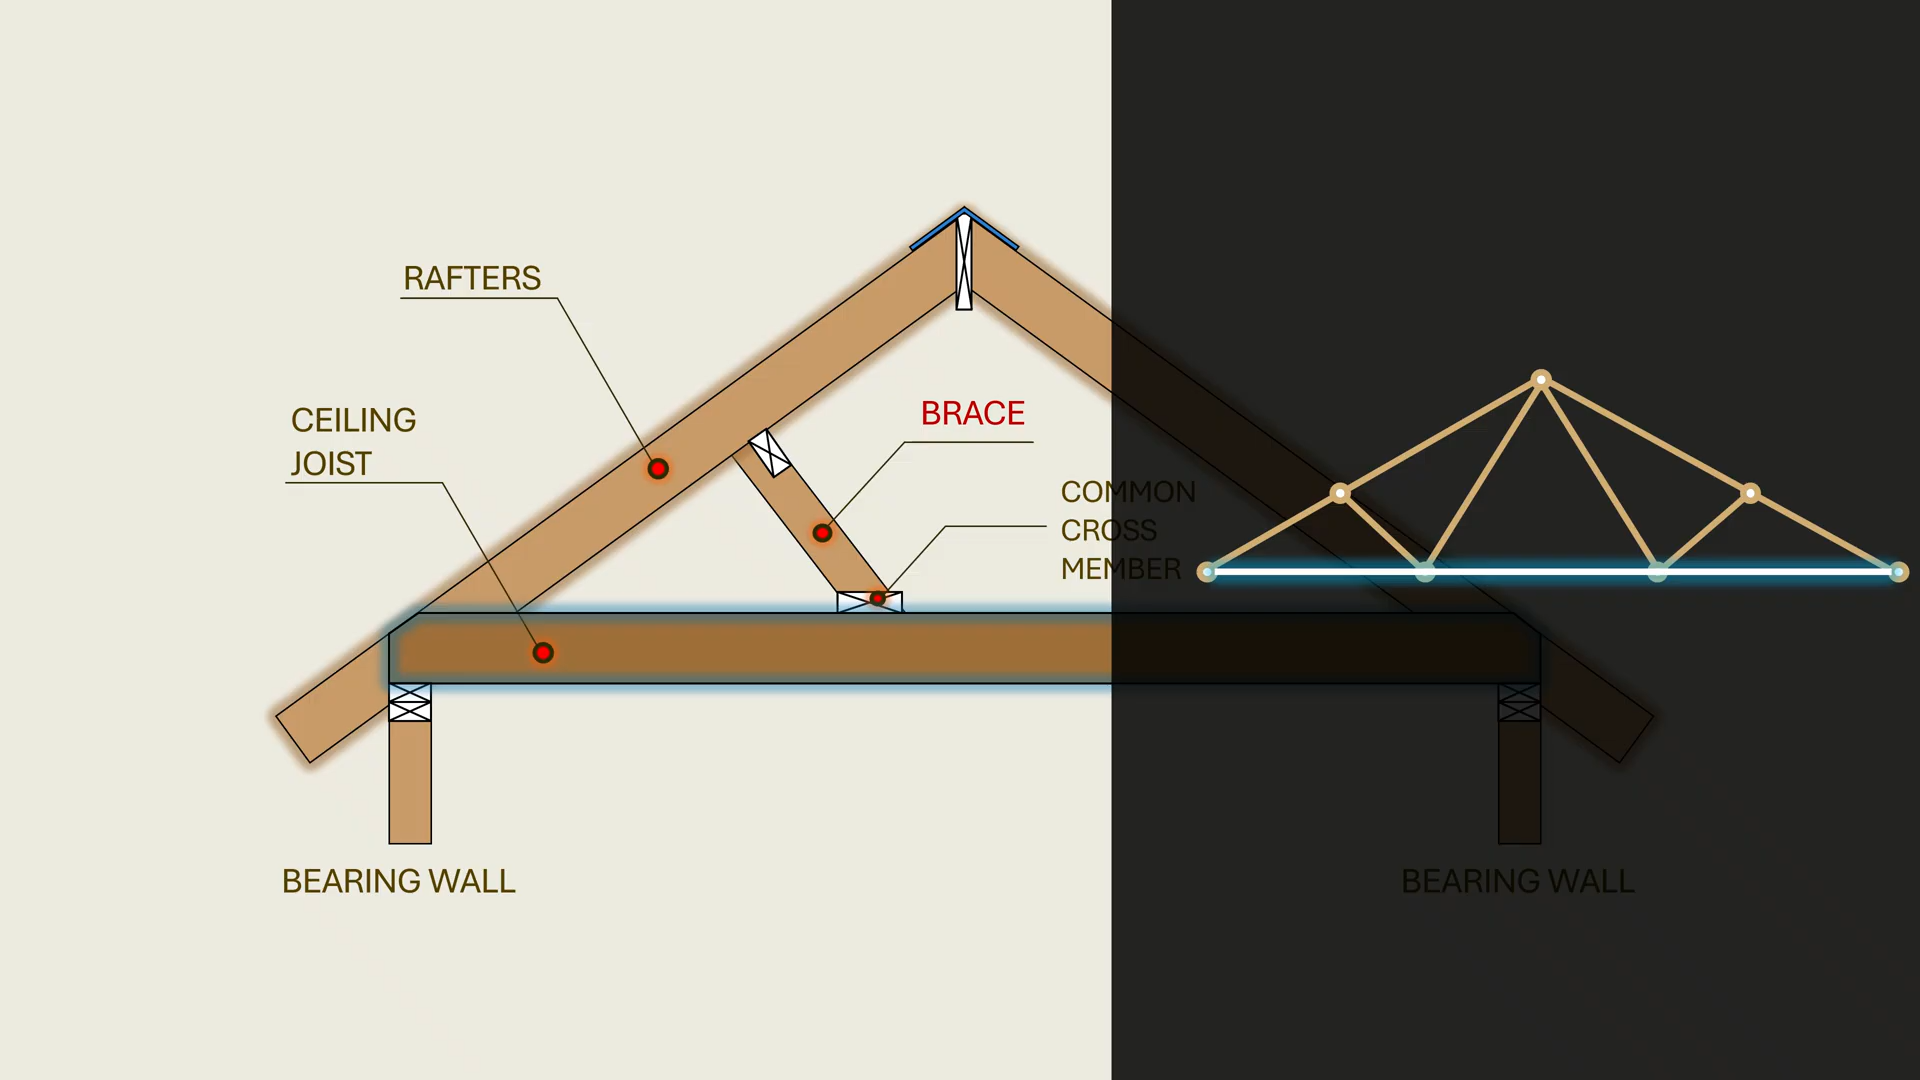 RAFTERS
CEILING
JOIST
BRACE
COMMON
CROSS
MEMBER
BEARING WALL
BEARING WALL